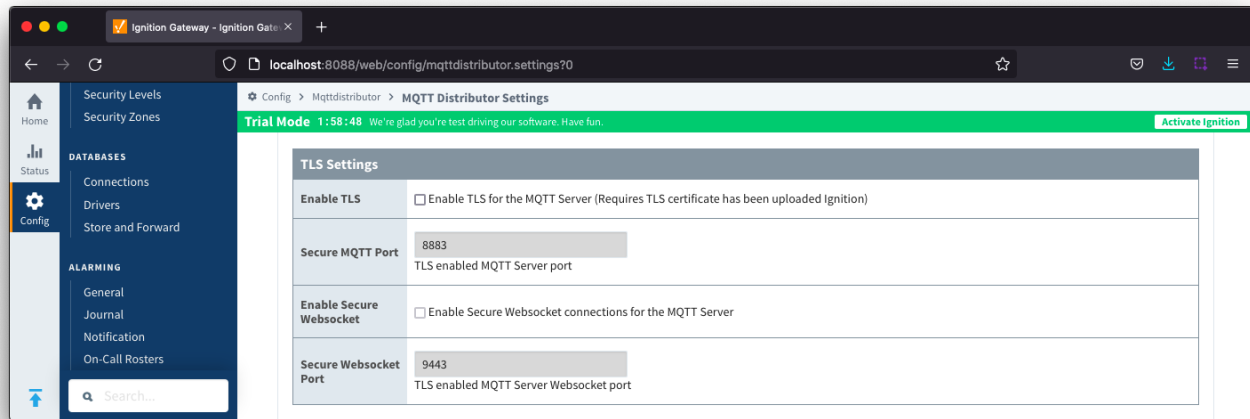 Ignition Gateway - Ignition Gate
localhost:8088/web/config/mqttdistributor.settings?0
Home
Status
Config
Security Levels
Security Zones
DATABASES
Connections
Drivers
Store and Forward
ALARMING
General
Journal
Notification
On-Call Rosters
Search...
Config > Mqttdistributor > MQTT Distributor Settings
Trial Mode 1:58:48 We're glad you're test driving our software. Have fun.
Activate Ignition
TLS Settings
Enable TLS
Enable TLS for the MQTT Server (Requires TLS certificate has been uploaded Ignition)
Secure MQTT Port
8883
TLS enabled MQTT Server port
Enable Secure
Websocket
Enable Secure Websocket connections for the MQTT Server
Secure Websocket
Port
9443
TLS enabled MQTT Server Websocket port